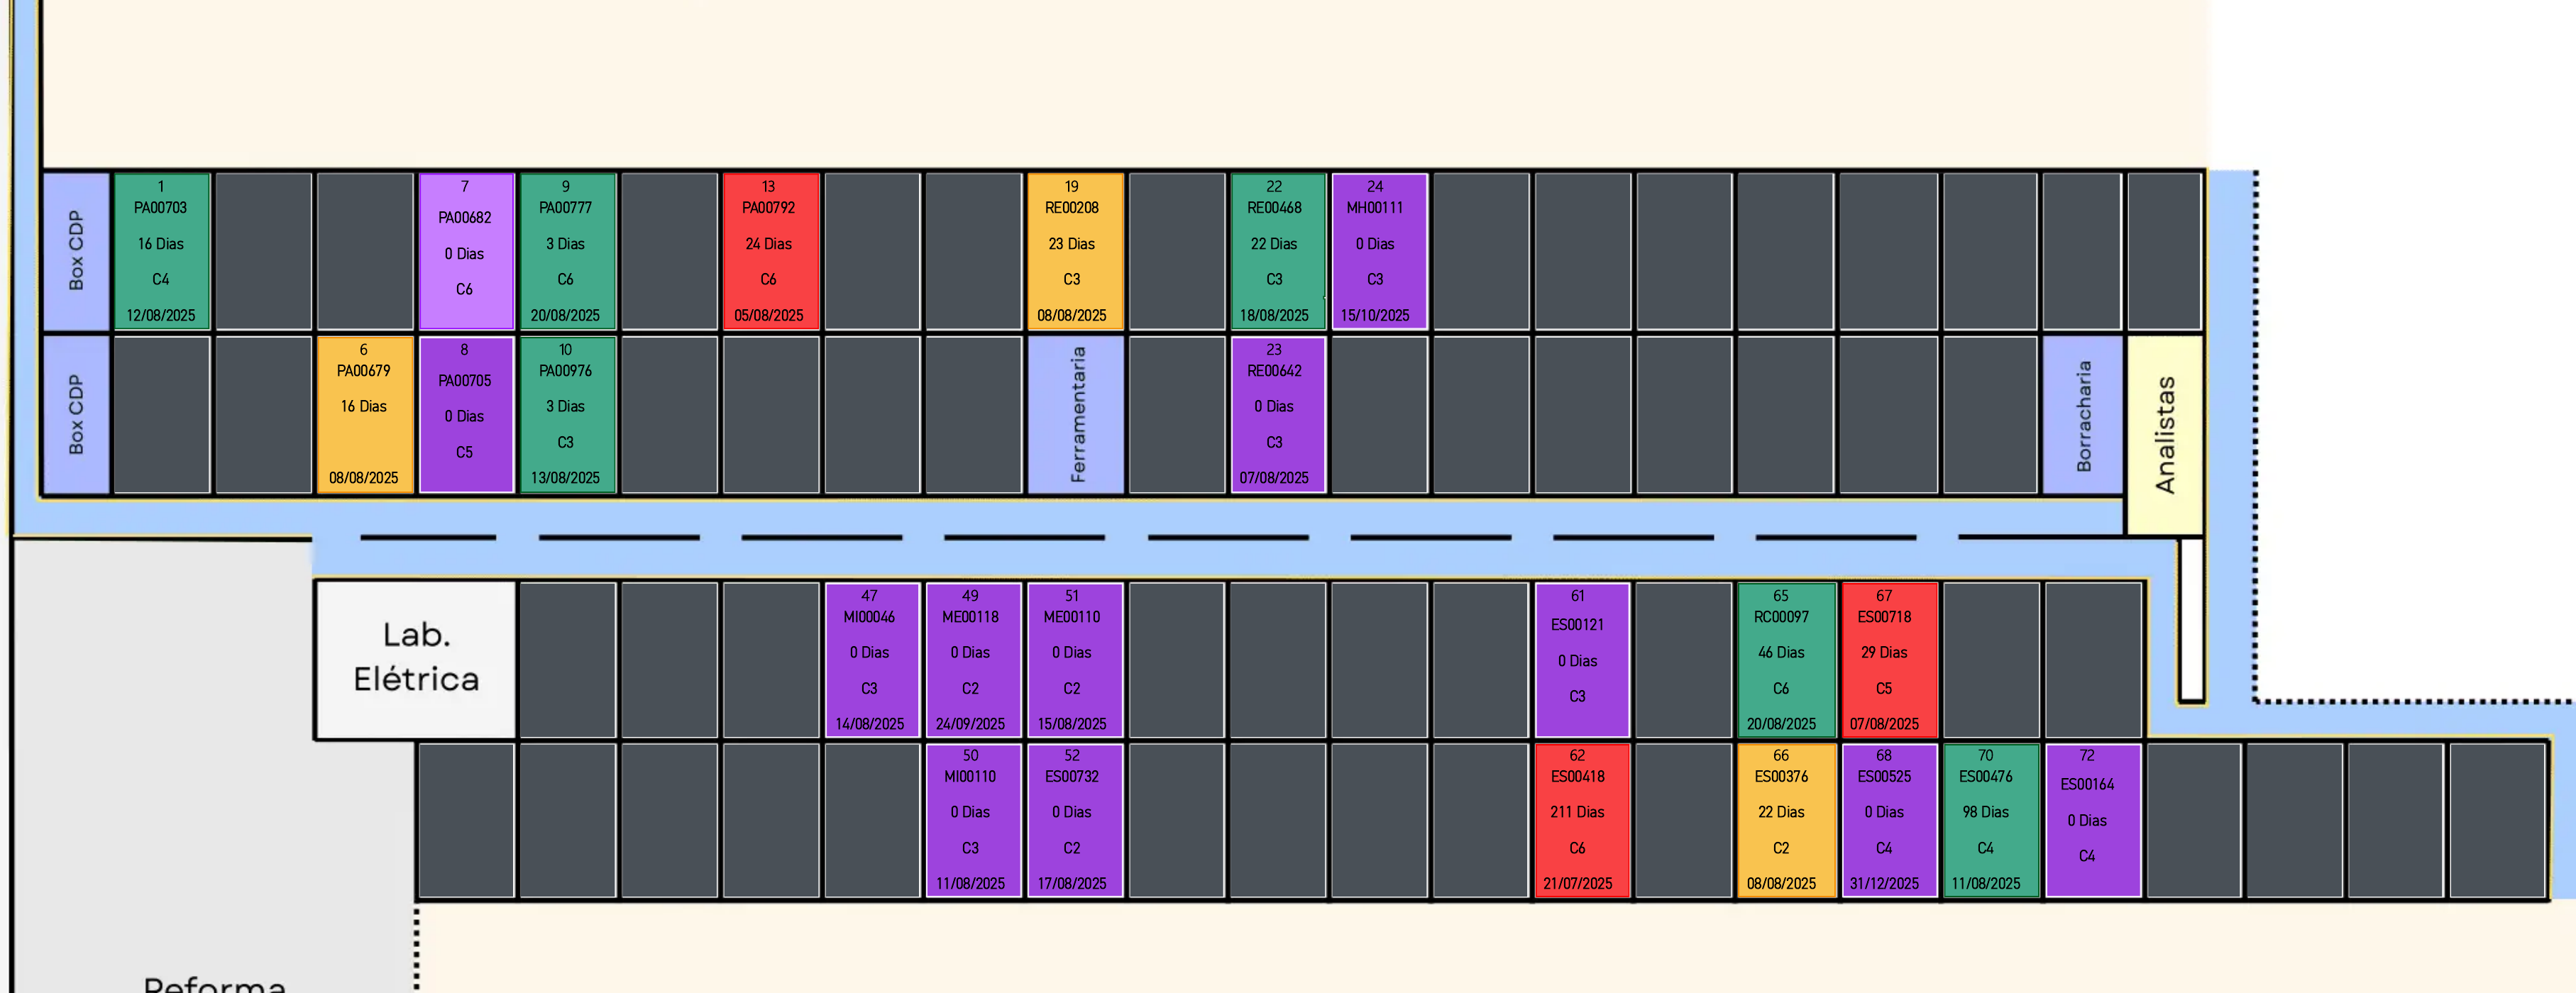 Box CDP
1
PA00703
16 Dias
C4
12/08/2025
7
PA00682
0 Dias
C6
9
PA00777
3 Dias
C6
20/08/2025
13
PA00792
24 Dias
C6
05/08/2025
19
RE00208
23 Dias
C3
08/08/2025
22
RE00468
22 Dias
C3
18/08/2025
24
MH00111
0 Dias
C3
15/10/2025
Box CDP
6
PA00679
16 Dias
08/08/2025
8
PA00705
0 Dias
C5
10
PA00976
3 Dias
C3
13/08/2025
Ferramentaria
23
RE00642
0 Dias
C3
07/08/2025
Borracharia
Analistas
Lab.
Elétrica
47
MI00046
0 Dias
C3
14/08/2025
49
ME00118
0 Dias
C2
24/09/2025
51
ME00110
0 Dias
C2
15/08/2025
61
ES00121
0 Dias
C3
65
RC00097
46 Dias
C6
20/08/2025
67
ES00718
29 Dias
C5
07/08/2025
50
MI00110
0 Dias
C3
11/08/2025
52
ES00732
0 Dias
C2
17/08/2025
62
ES00418
211 Dias
C6
21/07/2025
66
ES00376
22 Dias
C2
08/08/2025
68
ES00525
0 Dias
C4
31/12/2025
70
ES00476
98 Dias
C4
11/08/2025
72
ES00164
0 Dias
C4
Reforma